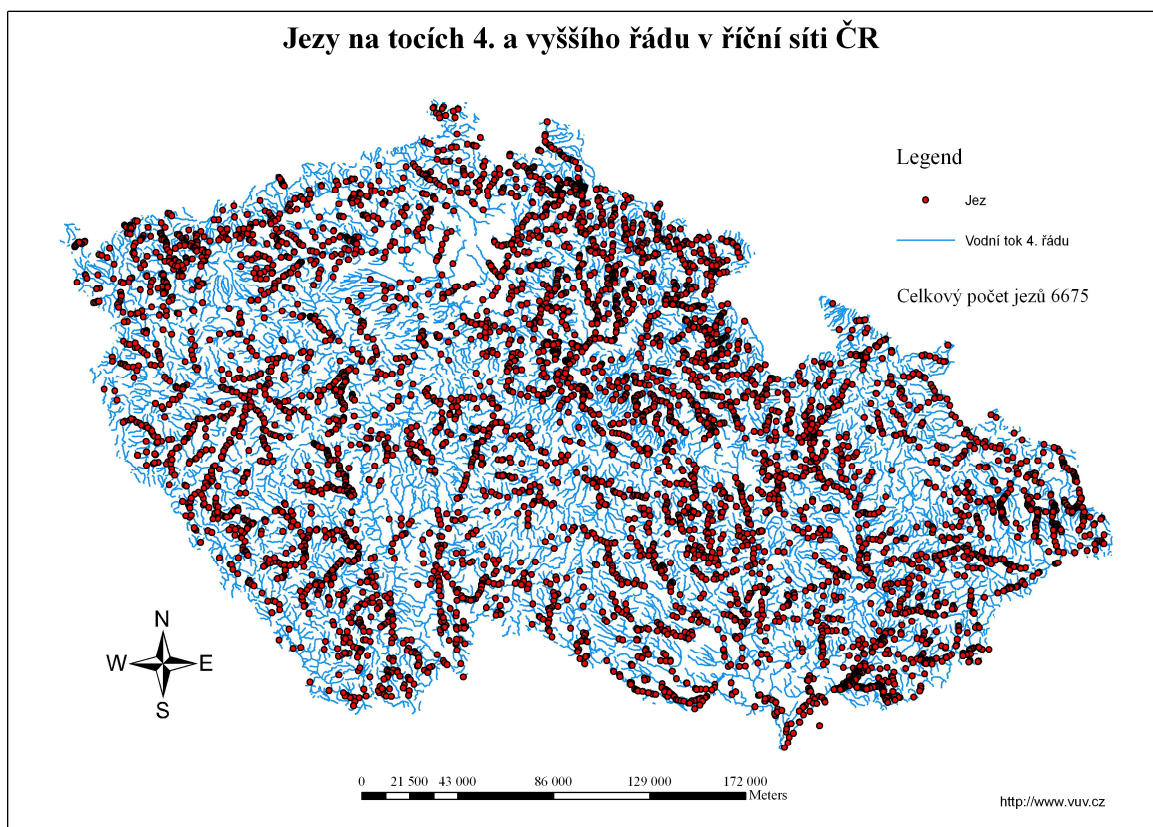 Jezy na tocích 4. a vyššího řádu v říční síti ČR
Legend
Jez
Vodní tok 4. řádu
Celkový počet jezů 6675
N
W E
S
0 21 500 43 000 86 000 129 000 172 000
Meters
http://www.vuv.cz